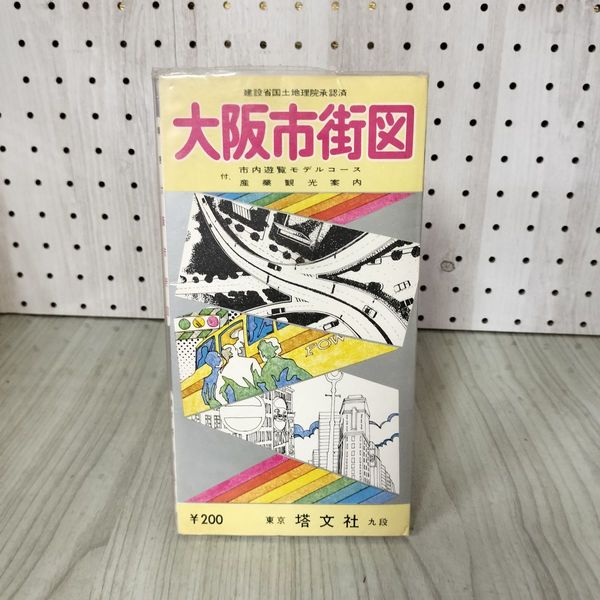 建設省国土地理院承認済
大阪市街図
市内遊覧モデルコース
付、産業観光案内
POW
¥200
東京 塔文社 九段